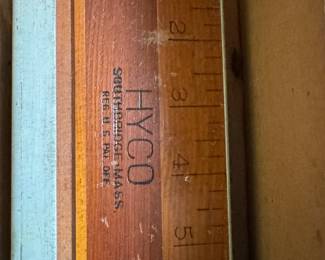 HYCO
SOUTHBRIDGE, MASS.
REG. U. S. PAT. OFF.
2
3
4
5